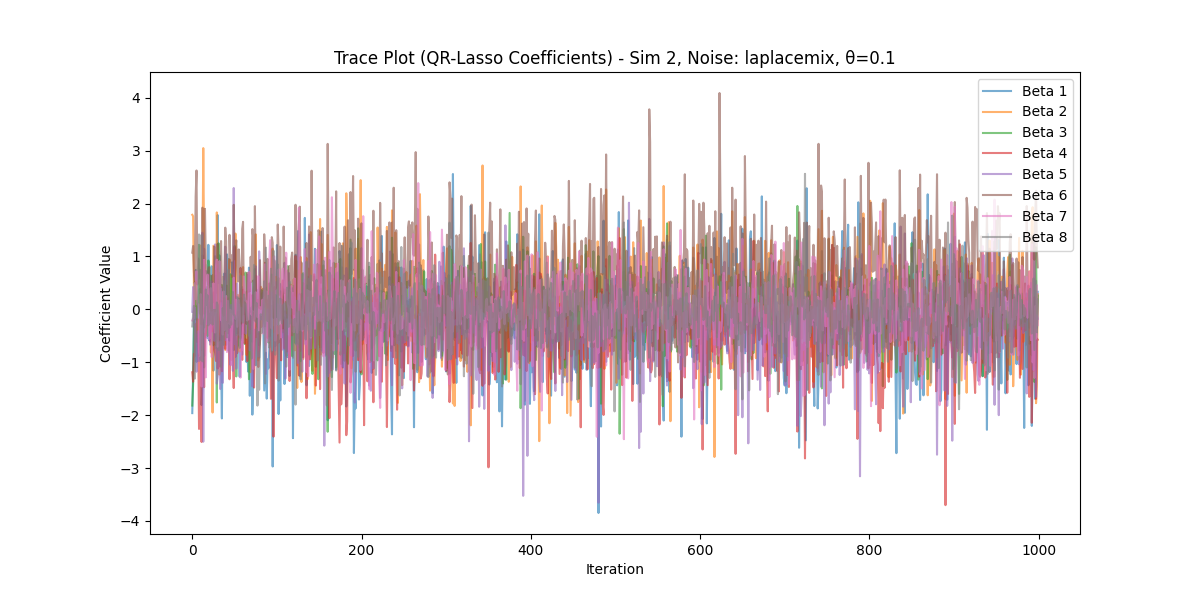 Trace Plot (QR-Lasso Coefficients) - Sim 2, Noise: laplacemix, θ=0.1
Coefficient Value
4
3
2
1
0
−1
−2
−3
−4
Beta 1
Beta 2
Beta 3
Beta 4
Beta 5
Beta 6
Beta 7
Beta 8
0 200 400 600 800 1000
Iteration